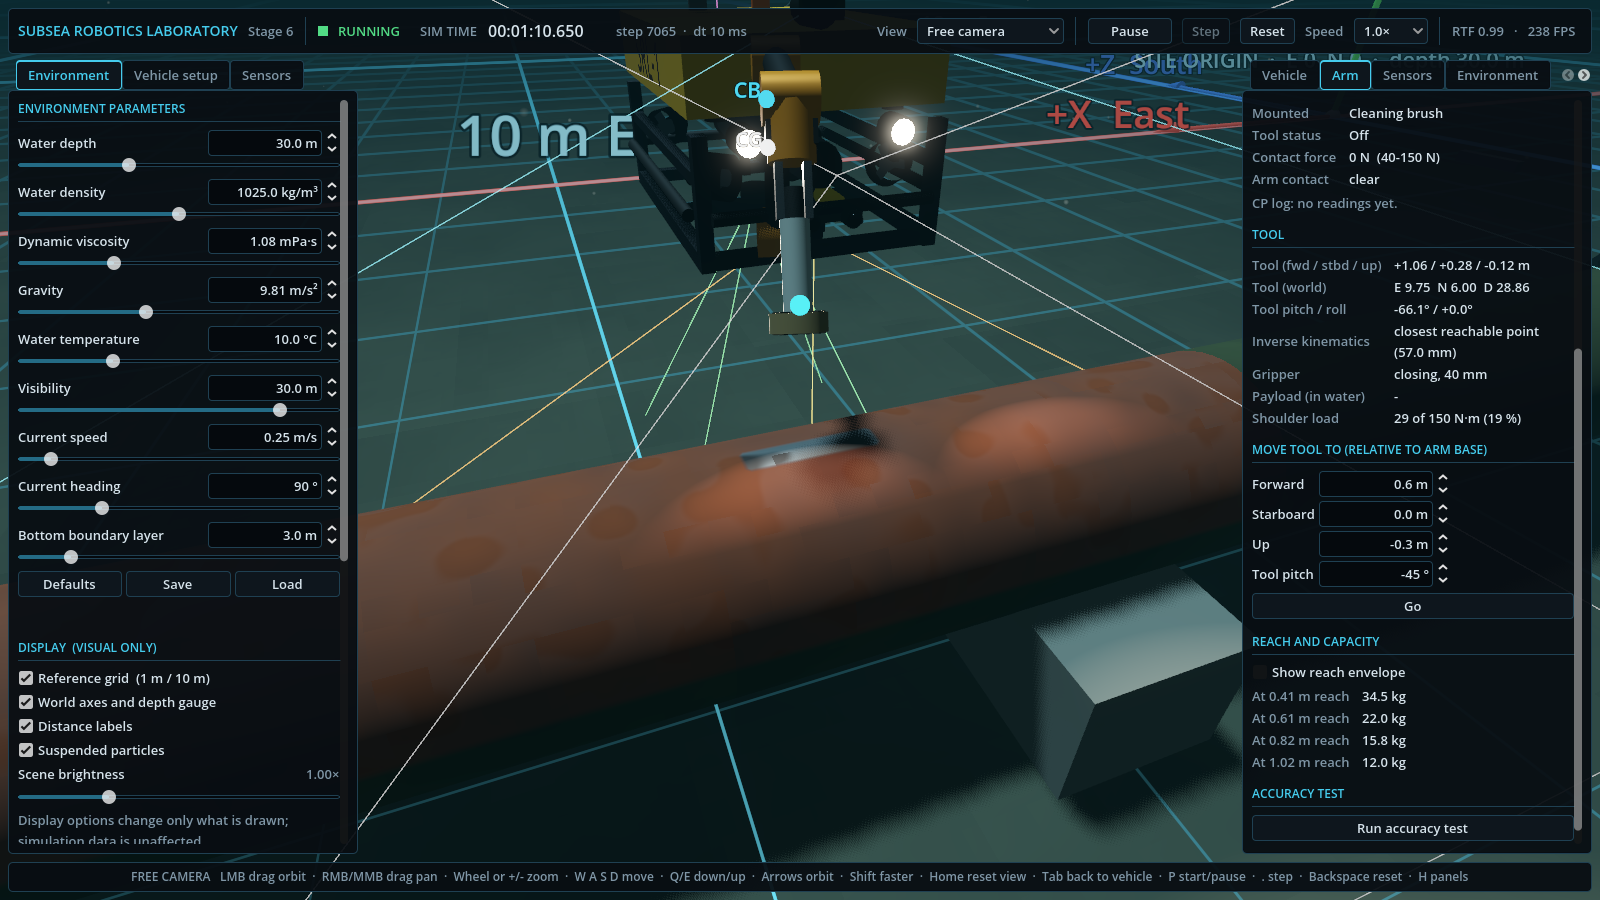 SUBSEA ROBOTICS LABORATORY Stage 6 RUNNING SIM TIME 00:01:10.650 step 7065 · dt 10 ms View Free camera Pause Step Reset Speed 1.0× RTF 0.99 · 238 FPS
Environment Vehicle setup Sensors
ENVIRONMENT PARAMETERS
Water depth 30.0 m
Water density 1025.0 kg/m³
Dynamic viscosity 1.08 mPa·s
Gravity 9.81 m/s²
Water temperature 10.0 °C
Visibility 30.0 m
Current speed 0.25 m/s
Current heading 90 °
Bottom boundary layer 3.0 m
Defaults Save Load
DISPLAY (VISUAL ONLY)
Reference grid (1 m / 10 m)
World axes and depth gauge
Distance labels
Suspended particles
Scene brightness 1.00×
Display options change only what is drawn;
simulation data is unaffected
+Z South
SITE ORIGIN · E 0 N 0 · depth 30.0 m
CB
+X East
10 m E
CG
Vehicle Arm Sensors Environment
Mounted Cleaning brush
Tool status Off
Contact force 0 N (40-150 N)
Arm contact clear
CP log: no readings yet.
TOOL
Tool (fwd / stbd / up) +1.06 / +0.28 / -0.12 m
Tool (world) E 9.75 N 6.00 D 28.86
Tool pitch / roll -66.1° / +0.0°
Inverse kinematics closest reachable point
(57.0 mm)
Gripper closing, 40 mm
Payload (in water) -
Shoulder load 29 of 150 N·m (19 %)
MOVE TOOL TO (RELATIVE TO ARM BASE)
Forward 0.6 m
Starboard 0.0 m
Up -0.3 m
Tool pitch -45 °
Go
REACH AND CAPACITY
Show reach envelope
At 0.41 m reach 34.5 kg
At 0.61 m reach 22.0 kg
At 0.82 m reach 15.8 kg
At 1.02 m reach 12.0 kg
ACCURACY TEST
Run accuracy test
FREE CAMERA LMB drag orbit · RMB/MMB drag pan · Wheel or +/- zoom · W A S D move · Q/E down/up · Arrows orbit · Shift faster · Home reset view · Tab back to vehicle · P start/pause · . step · Backspace reset · H panels